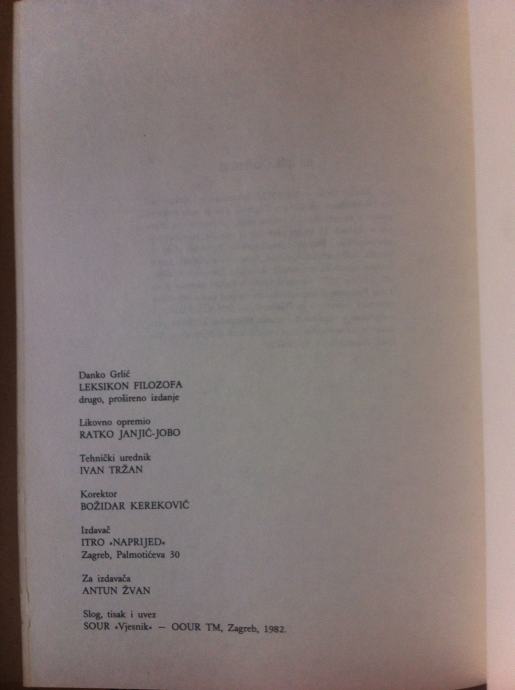 Danko Grlić
LEKSIKON FILOZOFA
drugo, prošireno izdanje
Likovno opremio
RATKO JANJIĆ-JOBO
Tehnički urednik
IVAN TRŽAN
Korektor
BOŽIDAR KEREKOVIĆ
Izdavač
ITRO »NAPRIJED«
Zagreb, Palmotićeva 30
Za izdavača
ANTUN ŽVAN
Slog, tisak i uvez
SOUR »Vjesnik« — OOUR TM, Zagreb, 1982.